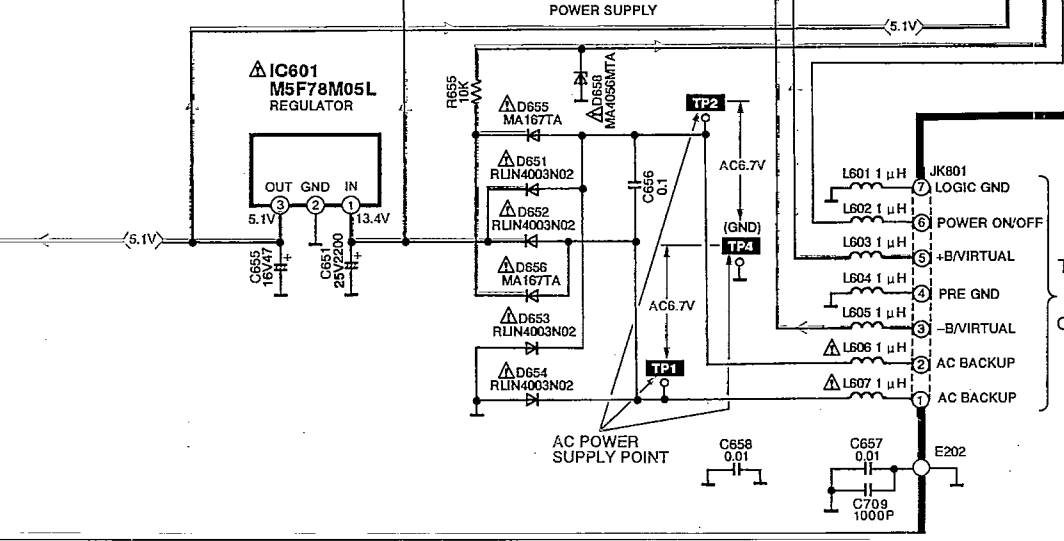 POWER SUPPLY
5.1V
IC601
M5F78M05L
REGULATOR
OUT GND IN
3 2 1
5.1V 13.4V
5.1V
C655
16V47
+
C651
25V2200
+
R655
10K
D658
MA4056MTA
D655
MA167TA
D651
RLIN4003N02
D652
RLIN4003N02
D656
MA167TA
D653
RLIN4003N02
D654
RLIN4003N02
C656
0.1
TP2
AC6.7V
(GND)
TP4
AC6.7V
TP1
AC POWER
SUPPLY POINT
JK801
L601 1 μH 7 LOGIC GND
L602 1 μH 6 POWER ON/OFF
L603 1 μH 5 +B/VIRTUAL
L604 1 μH 4 PRE GND
L605 1 μH 3 –B/VIRTUAL
L606 1 μH 2 AC BACKUP
L607 1 μH 1 AC BACKUP
C658
0.01
C657
0.01
E202
C709
1000P